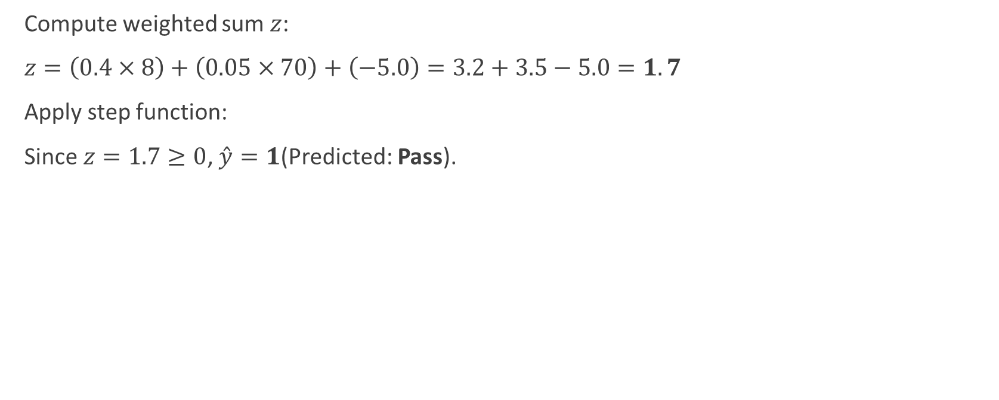 Compute weighted sum 𝑧:
𝑧 = (0.4 × 8) + (0.05 × 70) + (−5.0) = 3.2 + 3.5 − 5.0 = 1.7
Apply step function:
Since 𝑧 = 1.7 ≥ 0, ŷ = 1(Predicted: Pass).